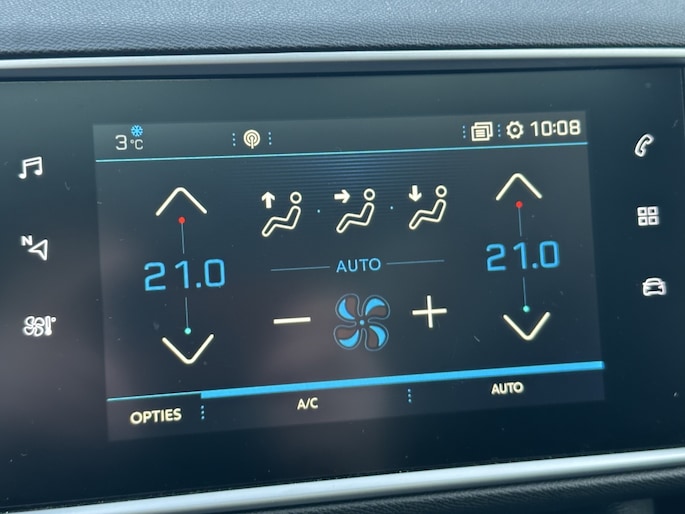 3 °C
10:08
N
21.0
21.0
AUTO
OPTIES
A/C
AUTO